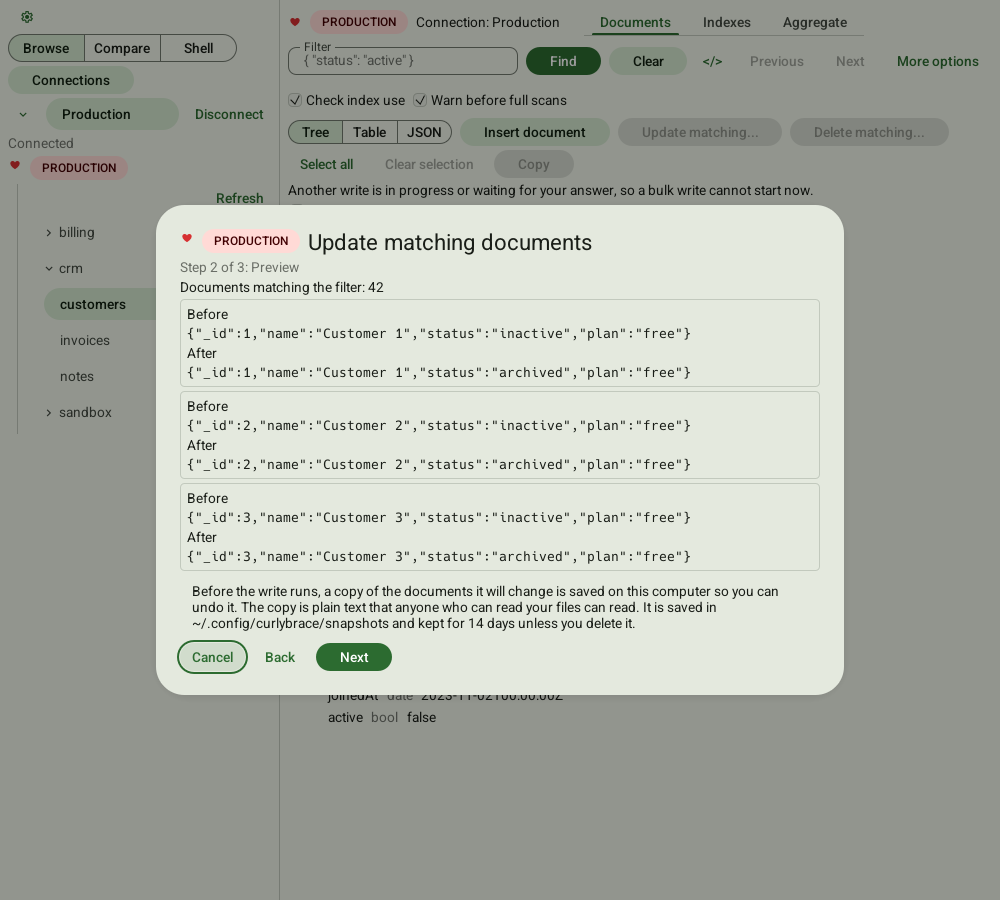 Browse Compare Shell
Connections
Production Disconnect
Connected
PRODUCTION
Refresh
billing
crm
customers
invoices
notes
sandbox
PRODUCTION Connection: Production Documents Indexes Aggregate
Filter
{ "status": "active" } Find Clear </> Previous Next More options
Check index use Warn before full scans
Tree Table JSON Insert document Update matching... Delete matching...
Select all Clear selection Copy
Another write is in progress or waiting for your answer, so a bulk write cannot start now.
PRODUCTION Update matching documents
Step 2 of 3: Preview
Documents matching the filter: 42
Before
{"_id":1,"name":"Customer 1","status":"inactive","plan":"free"}
After
{"_id":1,"name":"Customer 1","status":"archived","plan":"free"}
Before
{"_id":2,"name":"Customer 2","status":"inactive","plan":"free"}
After
{"_id":2,"name":"Customer 2","status":"archived","plan":"free"}
Before
{"_id":3,"name":"Customer 3","status":"inactive","plan":"free"}
After
{"_id":3,"name":"Customer 3","status":"archived","plan":"free"}
Before the write runs, a copy of the documents it will change is saved on this computer so you can
undo it. The copy is plain text that anyone who can read your files can read. It is saved in
~/.config/curlybrace/snapshots and kept for 14 days unless you delete it.
Cancel Back Next
joinedAt date 2023-11-02T00:00:00Z
active bool false